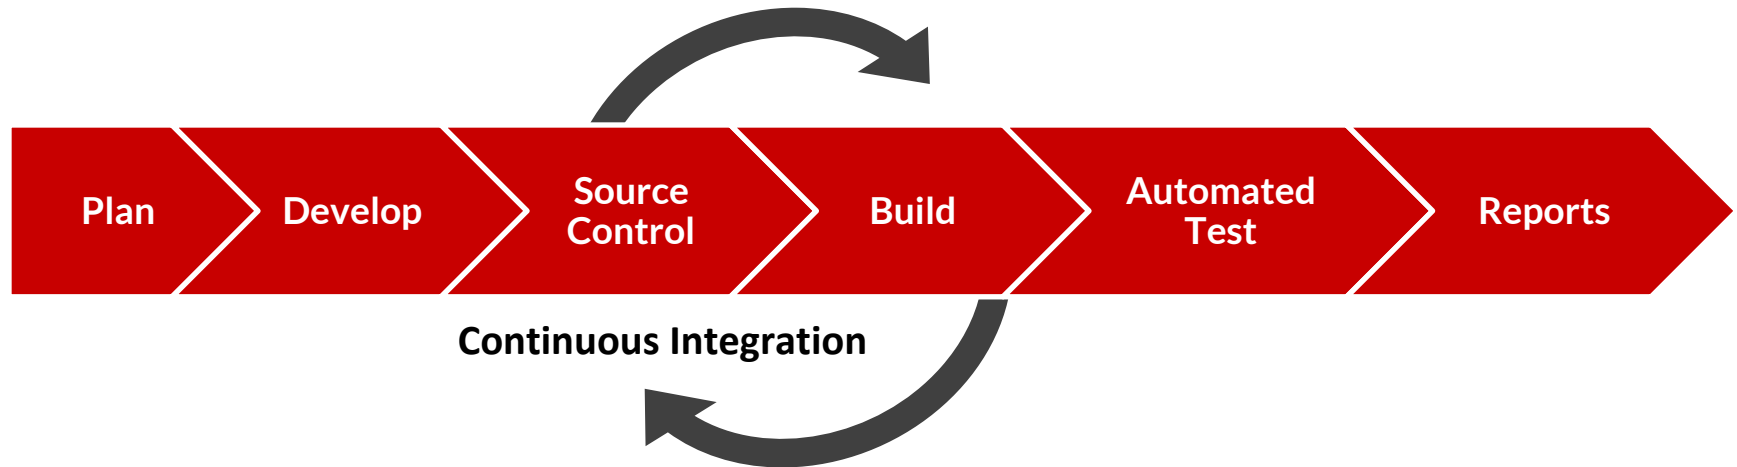 Plan
Develop
Source
Control
Build
Automated
Test
Reports
Continuous Integration